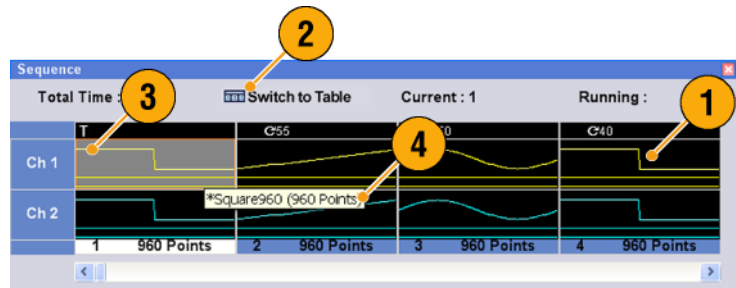 2
Sequence
Total Time :
3
Switch to Table
Current : 1
Running :
1
T
55
4
0
40
Ch 1
*Square960 (960 Points)
Ch 2
1 960 Points 2 960 Points 3 960 Points 4 960 Points